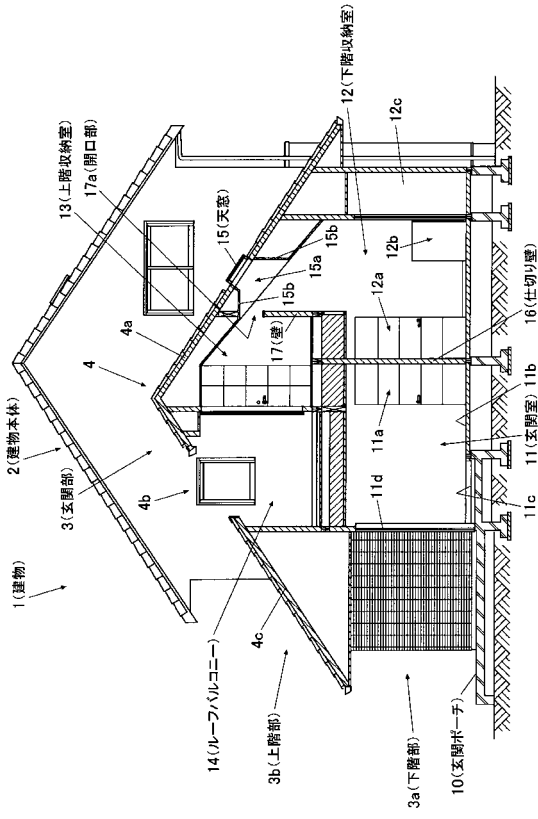 1(建物)
2(建物本体)
3(玄関部)
4
4a
13(上階収納室)
17a(開口部)
15(天窓)
15b
15a
15b
17(壁)
4b
14(ルーフバルコニー)
4c
3b(上階部)
3a(下階部)
10(玄関ポーチ)
11d
11a
12a
12b
12(下階収納室)
12c
16(仕切り壁)
11b
11(玄関室)
11c